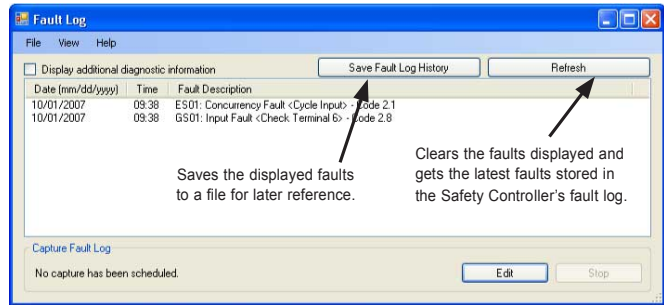 Fault Log
File View Help
Display additional diagnostic information
Save Fault Log History
Refresh
Date (mm/dd/yyyy) Time Fault Description
10/01/2007 09:38 ES01: Concurrency Fault <Cycle Input> - Code 2.1
10/01/2007 09:38 GS01: Input Fault <Check Terminal 6> - Code 2.8
Saves the displayed faults
to a file for later reference.
Clears the faults displayed and
gets the latest faults stored in
the Safety Controller's fault log.
Capture Fault Log
No capture has been scheduled.
Edit
Stop